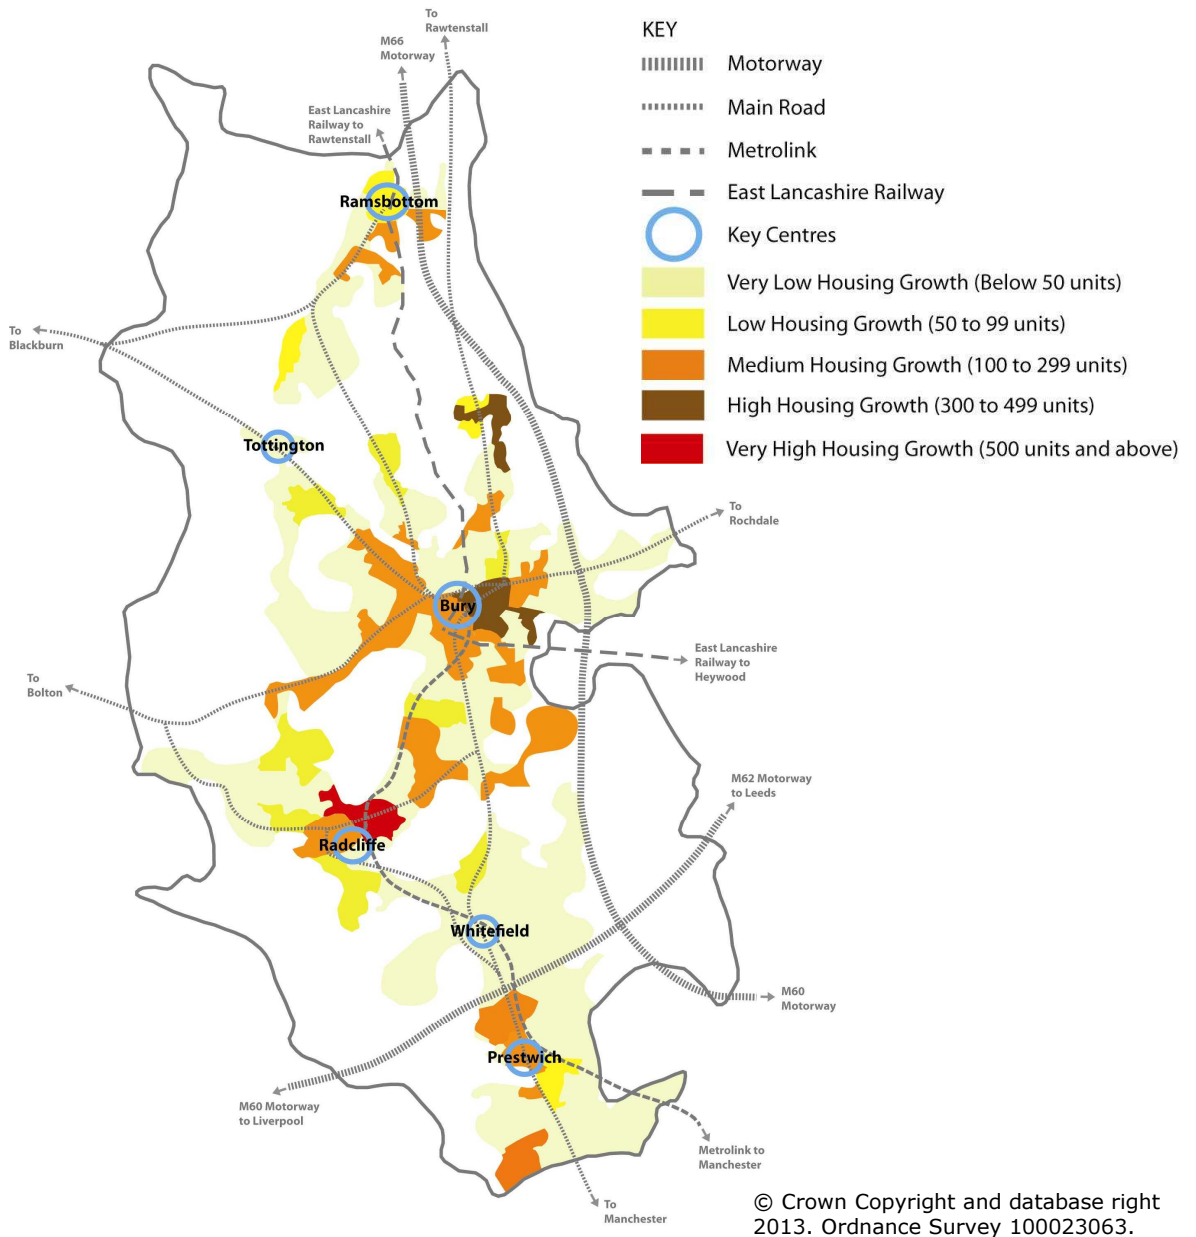 To
Rawtenstall
M66
Motorway
East Lancashire
Railway to
Rawtenstall
Ramsbottom
To
Blackburn
Tottington
To
Rochdale
Bury
East Lancashire
Railway to
Heywood
To
Bolton
M62 Motorway
to Leeds
Radcliffe
Whitefield
M60
Motorway
Prestwich
M60 Motorway
to Liverpool
Metrolink to
Manchester
To
Manchester
KEY
Motorway
Main Road
Metrolink
East Lancashire Railway
Key Centres
Very Low Housing Growth (Below 50 units)
Low Housing Growth (50 to 99 units)
Medium Housing Growth (100 to 299 units)
High Housing Growth (300 to 499 units)
Very High Housing Growth (500 units and above)
© Crown Copyright and database right
2013. Ordnance Survey 100023063.